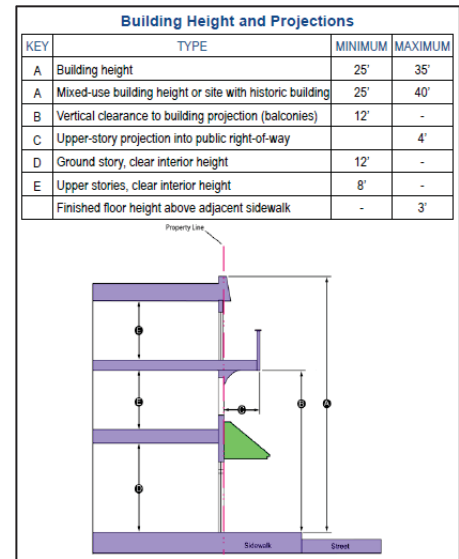 Building Height and Projections
KEY TYPE MINIMUM MAXIMUM
A Building height 25' 35'
A Mixed-use building height or site with historic building 25' 40'
B Vertical clearance to building projection (balconies) 12' -
C Upper-story projection into public right-of-way 4'
D Ground story, clear interior height 12' -
E Upper stories, clear interior height 8' -
Finished floor height above adjacent sidewalk - 3'
Property Line
E
C
E
B
A
D
Sidewalk Street